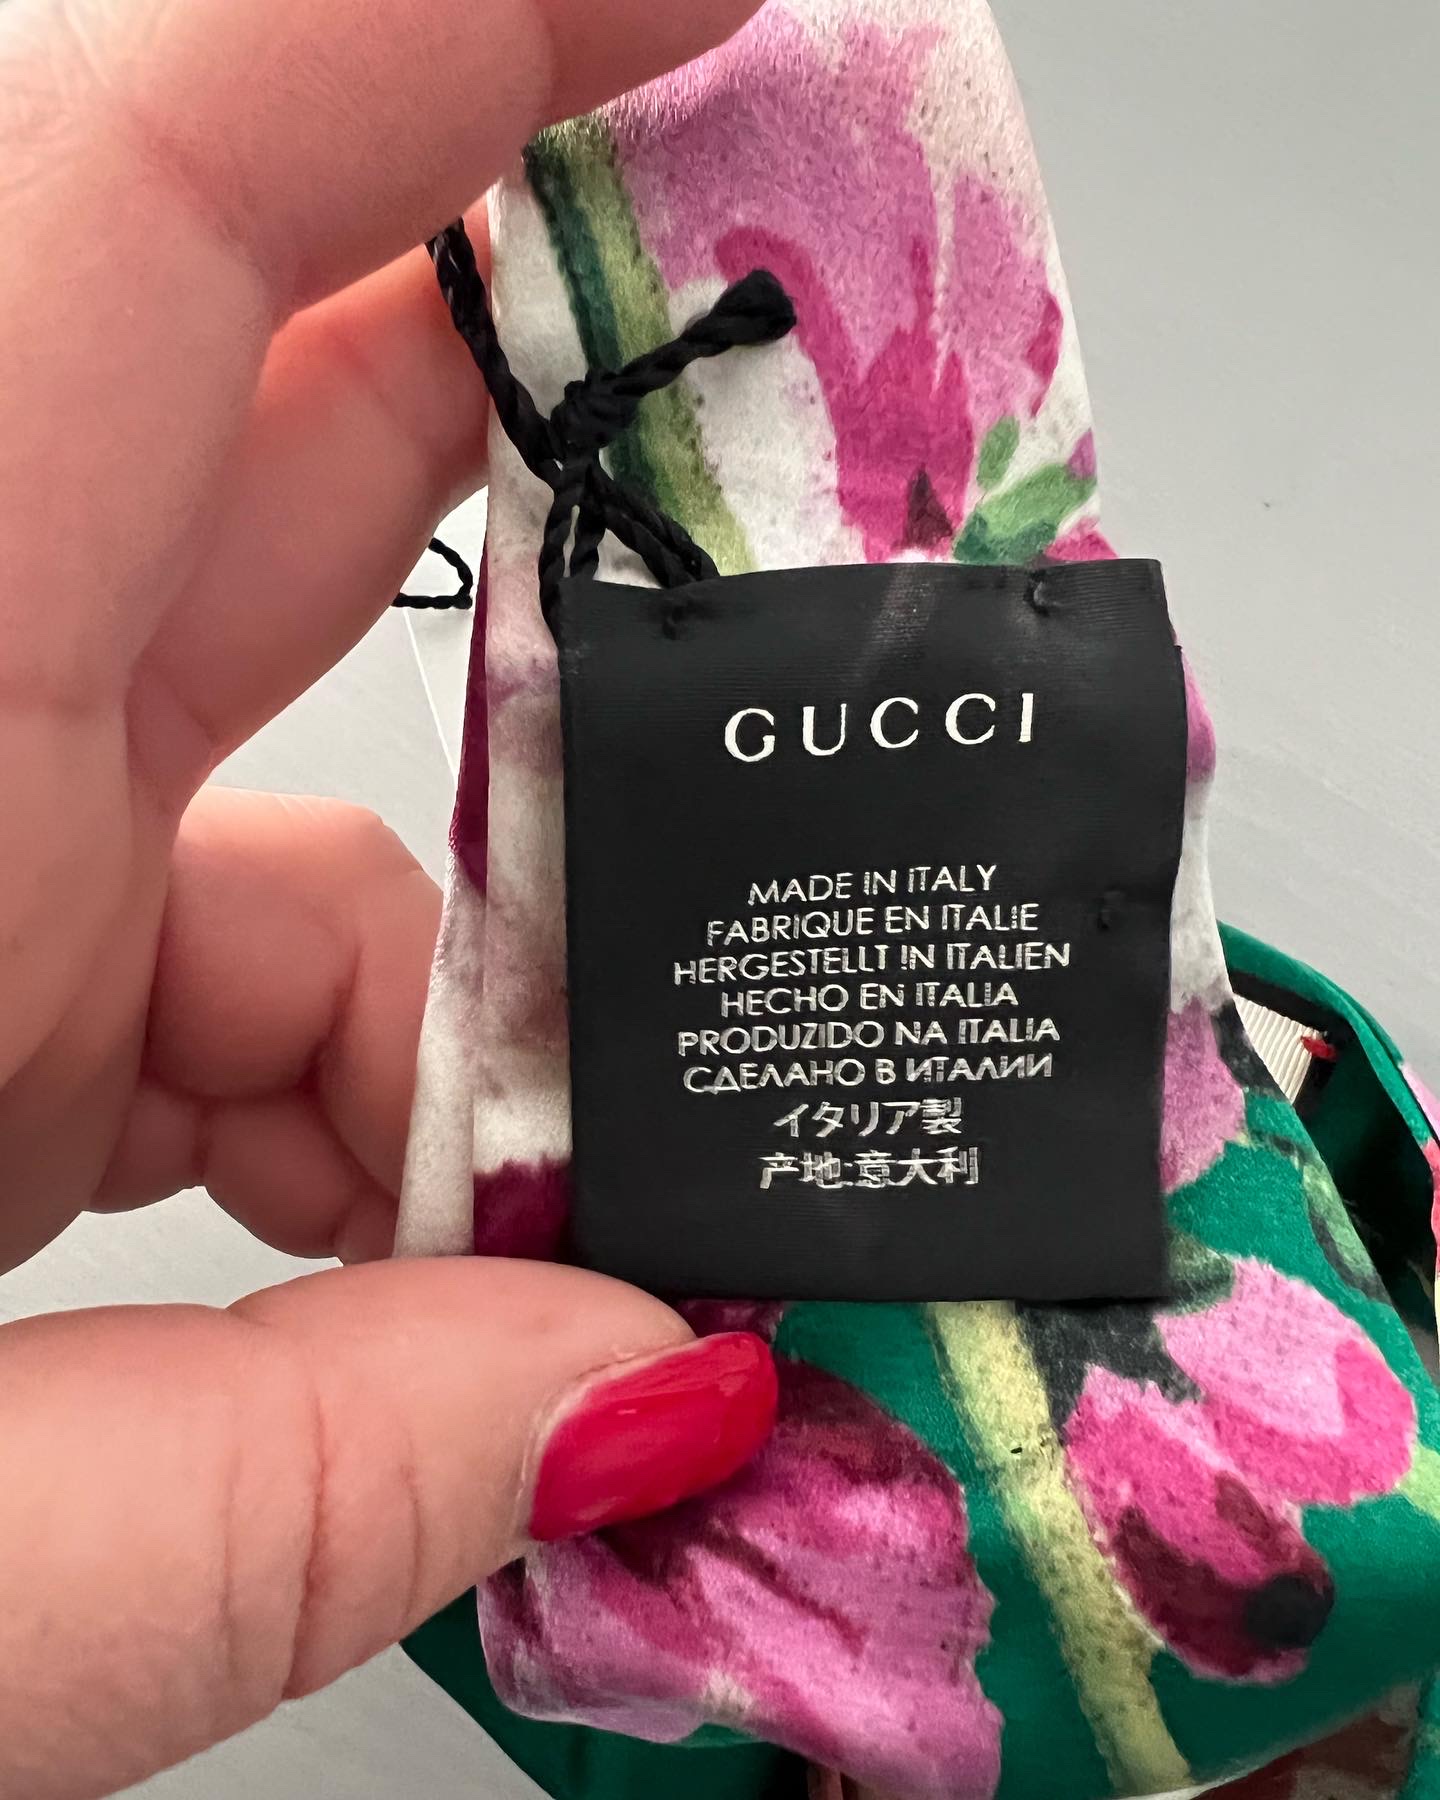 GUCCI
MADE IN ITALY
FABRIQUE EN ITALIE
HERGESTELLT IN ITALIEN
HECHO EN ITALIA
PRODUZIDO NA ITALIA
СДЕЛАНО В ИТАЛИИ
イタリア製
产地:意大利